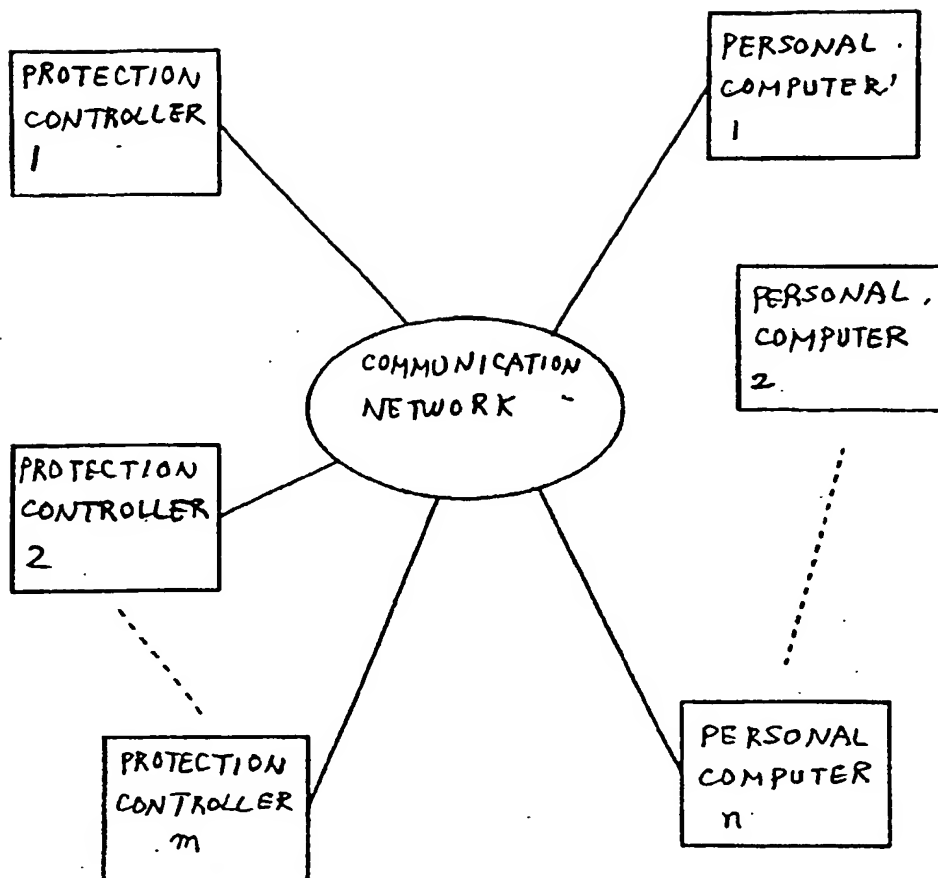 PROTECTION
CONTROLLER
1
PERSONAL
COMPUTER
1
PERSONAL
COMPUTER
2
COMMUNICATION
NETWORK
PROTECTION
CONTROLLER
2
PROTECTION
CONTROLLER
m
PERSONAL
COMPUTER
n